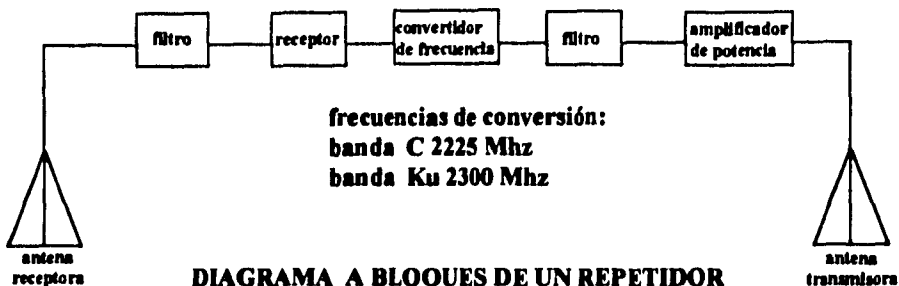 filtro
receptor
convertidor
de frecuencia
filtro
amplificador
de potencia
frecuencias de conversión:
banda C 2225 Mhz
banda Ku 2300 Mhz
antena
receptora
antena
transmisora
DIAGRAMA A BLOQUES DE UN REPETIDOR